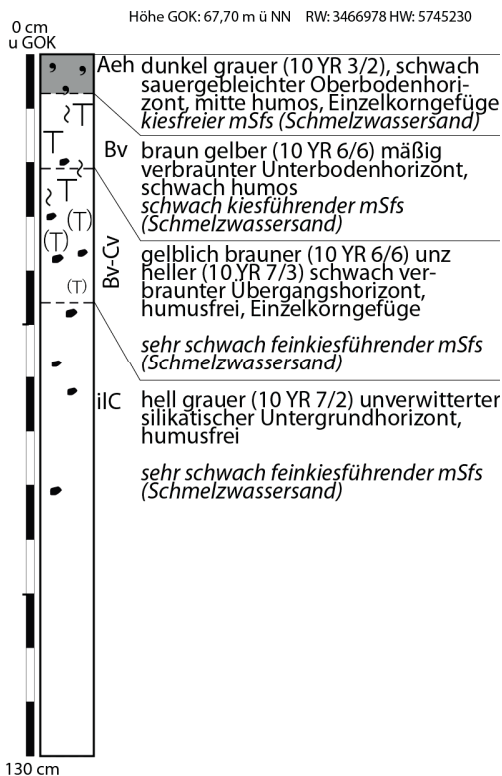 Höhe GOK: 67,70 m ü NN RW: 3466978 HW: 5745230
0 cm
u GOK
Aeh dunkel grauer (10 YR 3/2), schwach
sauergebleichter Oberbodenhori-
zont, mitte humos, Einzelkorngefüge
kiesfreier mSfs (Schmelzwassersand)
T
T
Bv braun gelber (10 YR 6/6) mäßig
verbraunter Unterbodenhorizont,
schwach humos
schwach kiesführender mSfs
(Schmelzwassersand)
T
(T)
(T)
(T)
Bv-Cv
gelblich brauner (10 YR 6/6) unz
heller (10 YR 7/3) schwach ver-
braunter Übergangshorizont,
humusfrei, Einzelkorngefüge
sehr schwach feinkiesführender mSfs
(Schmelzwassersand)
ilC hell grauer (10 YR 7/2) unverwitterter
silikatischer Untergrundhorizont,
humusfrei
sehr schwach feinkiesführender mSfs
(Schmelzwassersand)
130 cm